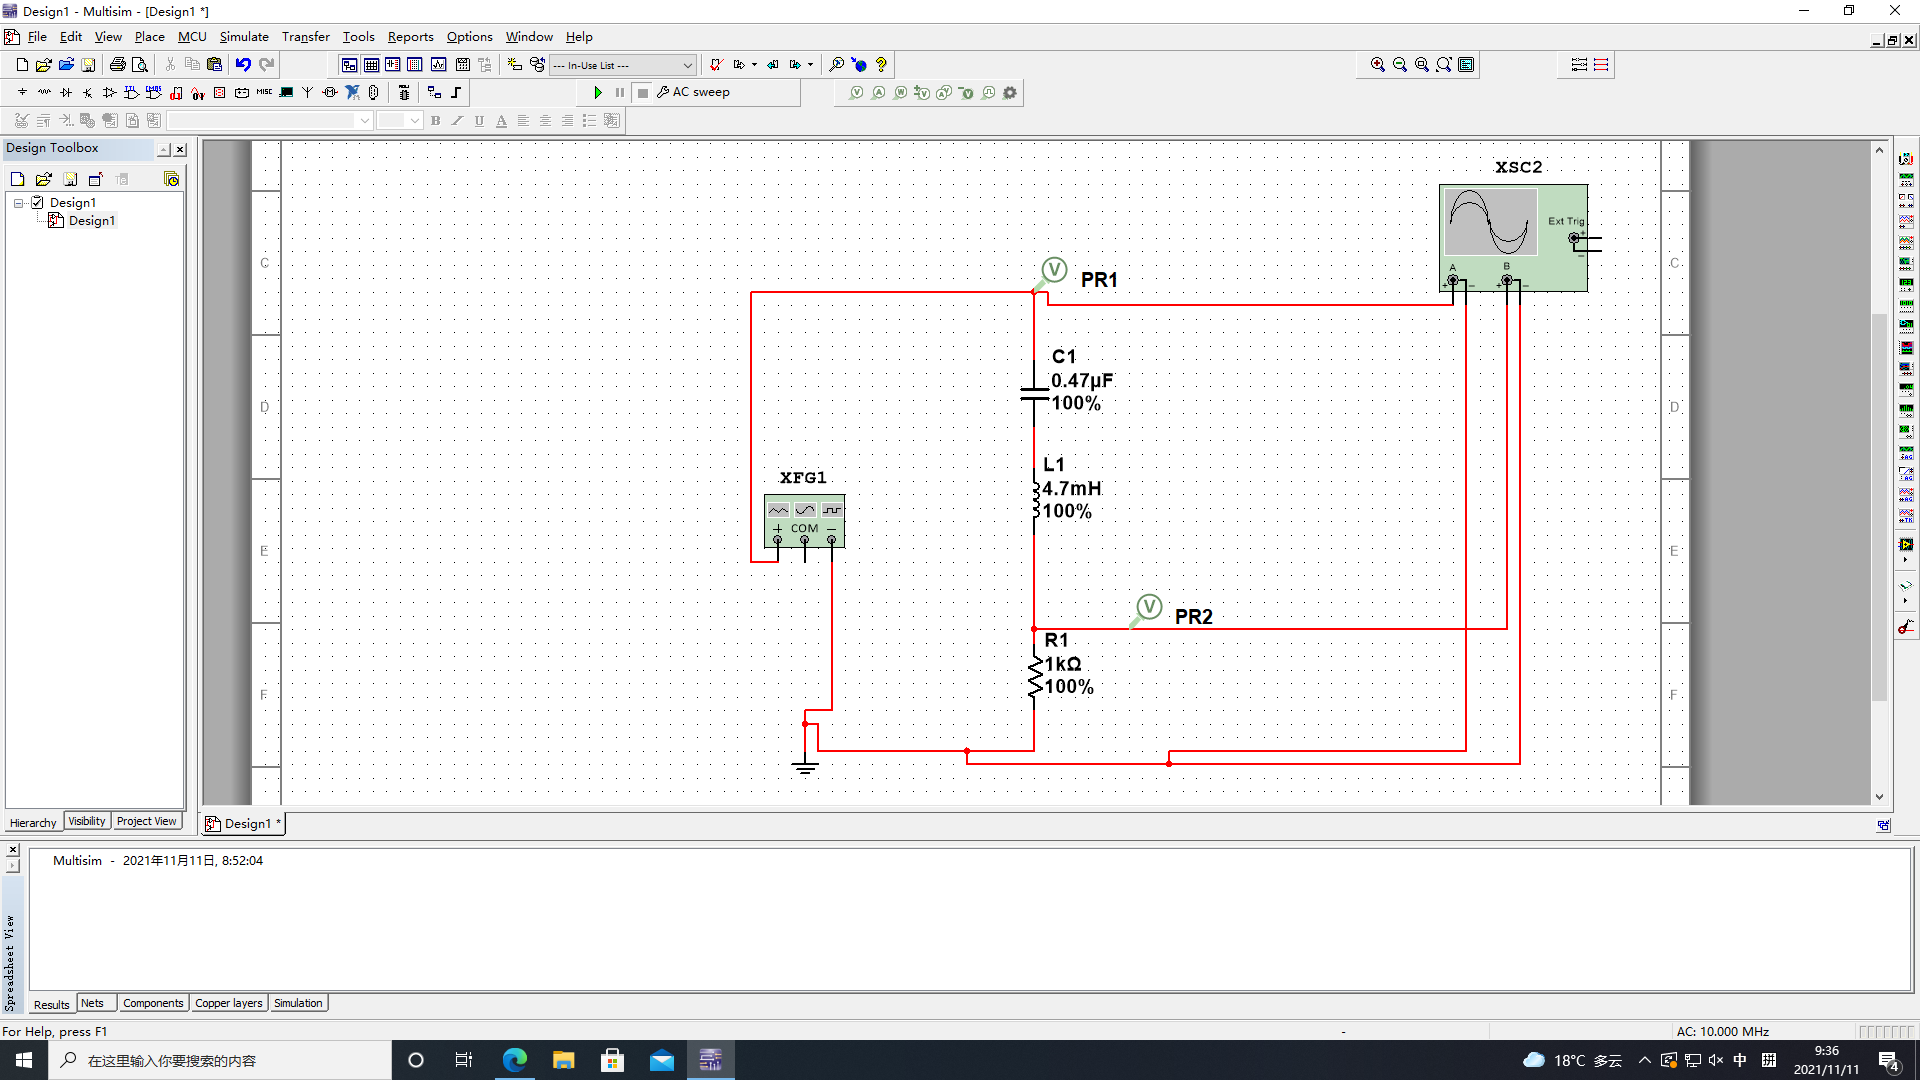 Design1 - Multisim - [Design1 *]
File Edit View Place MCU Simulate Transfer Tools Reports Options Window Help
--- In-Use List ---
MISC
AC sweep
Design Toolbox
Design1
Design1
XSC2
Ext Trig
A
B
PR1
C
C
C1
0.47µF
100%
D
D
L1
4.7mH
100%
XFG1
COM
E
E
PR2
R1
1kΩ
100%
F
F
Hierarchy Visibility Project View
Design1 *
Multisim - 2021年11月11日, 8:52:04
Spreadsheet View
Results Nets Components Copper layers Simulation
For Help, press F1
-
AC: 10.000 MHz
在这里输入你要搜索的内容
18°C 多云
中
拼
9:36
2021/11/11
4